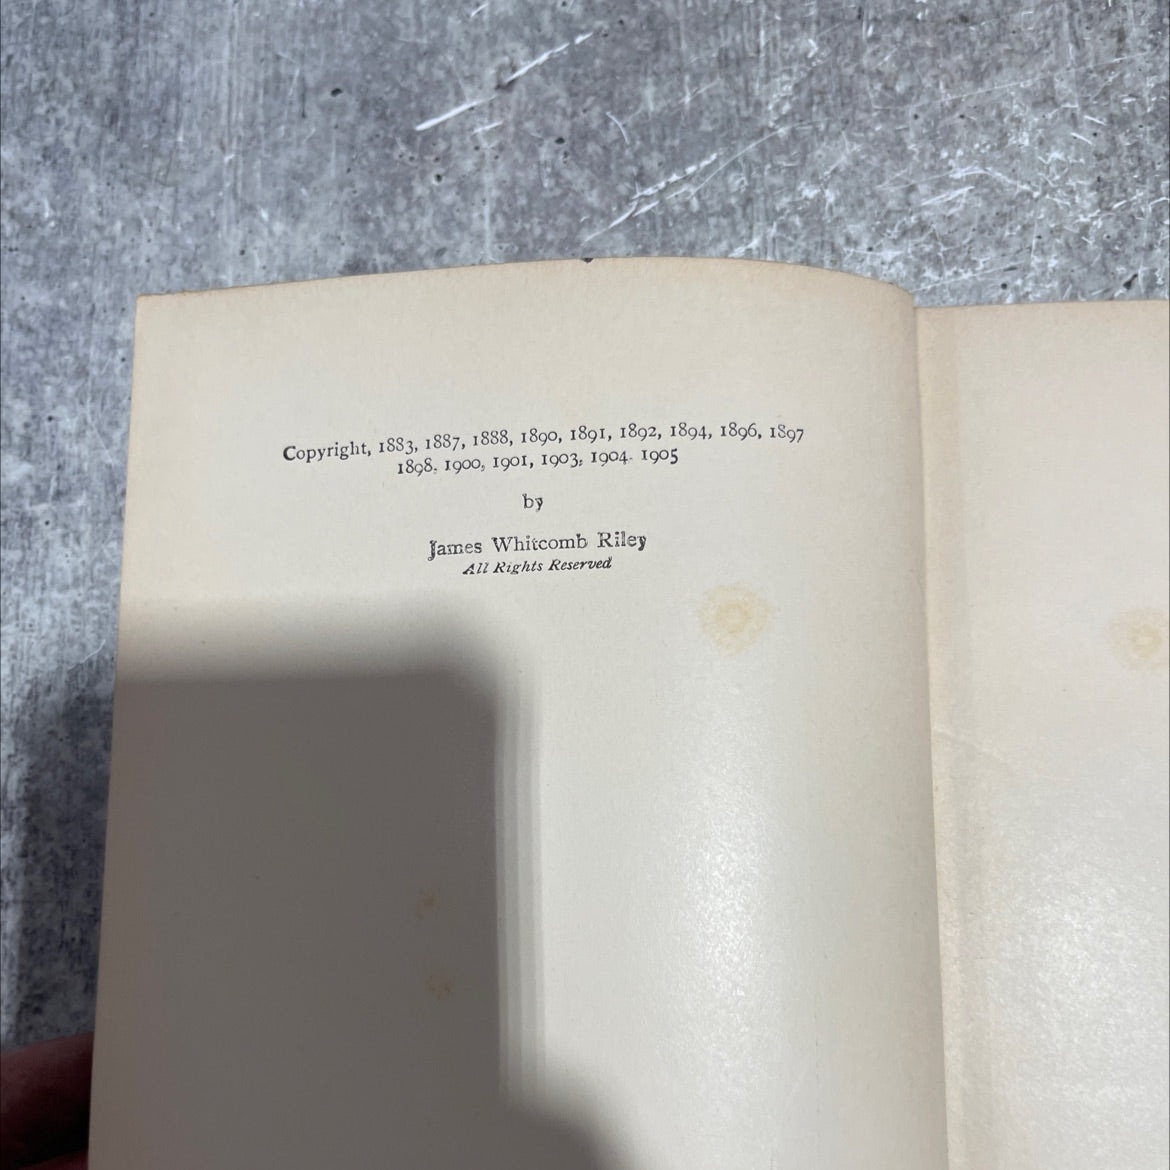 Copyright, 1883, 1887, 1888, 1890, 1891, 1892, 1894, 1896, 1897
1898, 1900, 1901, 1903, 1904. 1905
by
James Whitcomb Riley
All Rights Reserved